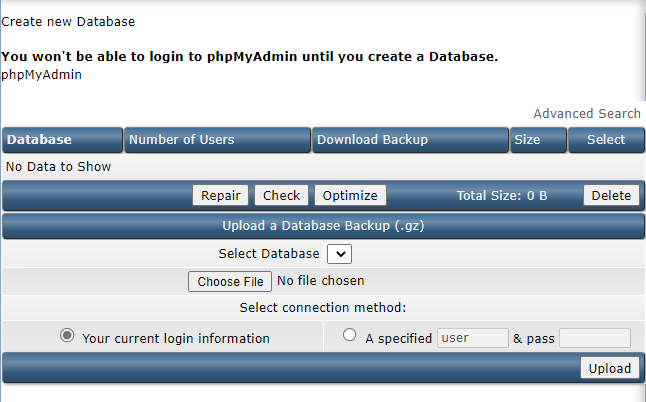 Create new Database
You won't be able to login to phpMyAdmin until you create a Database.
phpMyAdmin
Advanced Search
Database Number of Users Download Backup Size Select
No Data to Show
Repair Check Optimize Total Size: 0 B Delete
Upload a Database Backup (.gz)
Select Database
Choose File No file chosen
Select connection method:
Your current login information A specified user & pass
Upload